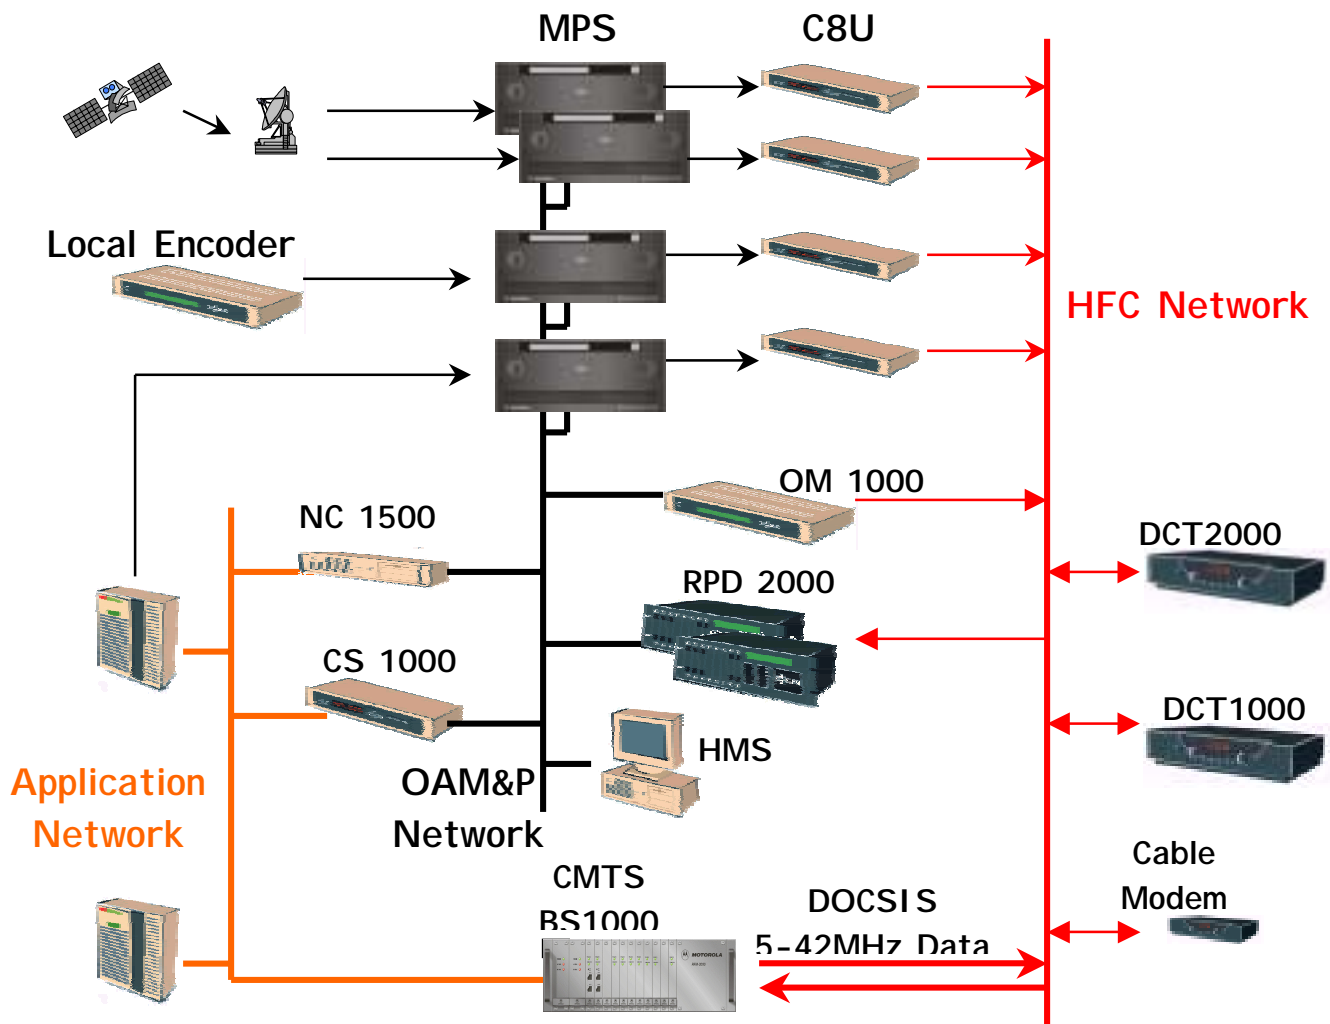 MPS
C8U
Local Encoder
HFC Network
OM 1000
NC 1500
DCT2000
RPD 2000
CS 1000
DCT1000
HMS
Application
Network
OAM&P
Network
Cable
Modem
CMTS
BS1000
DOCSIS
5-42MHz Data
MOTOROLA